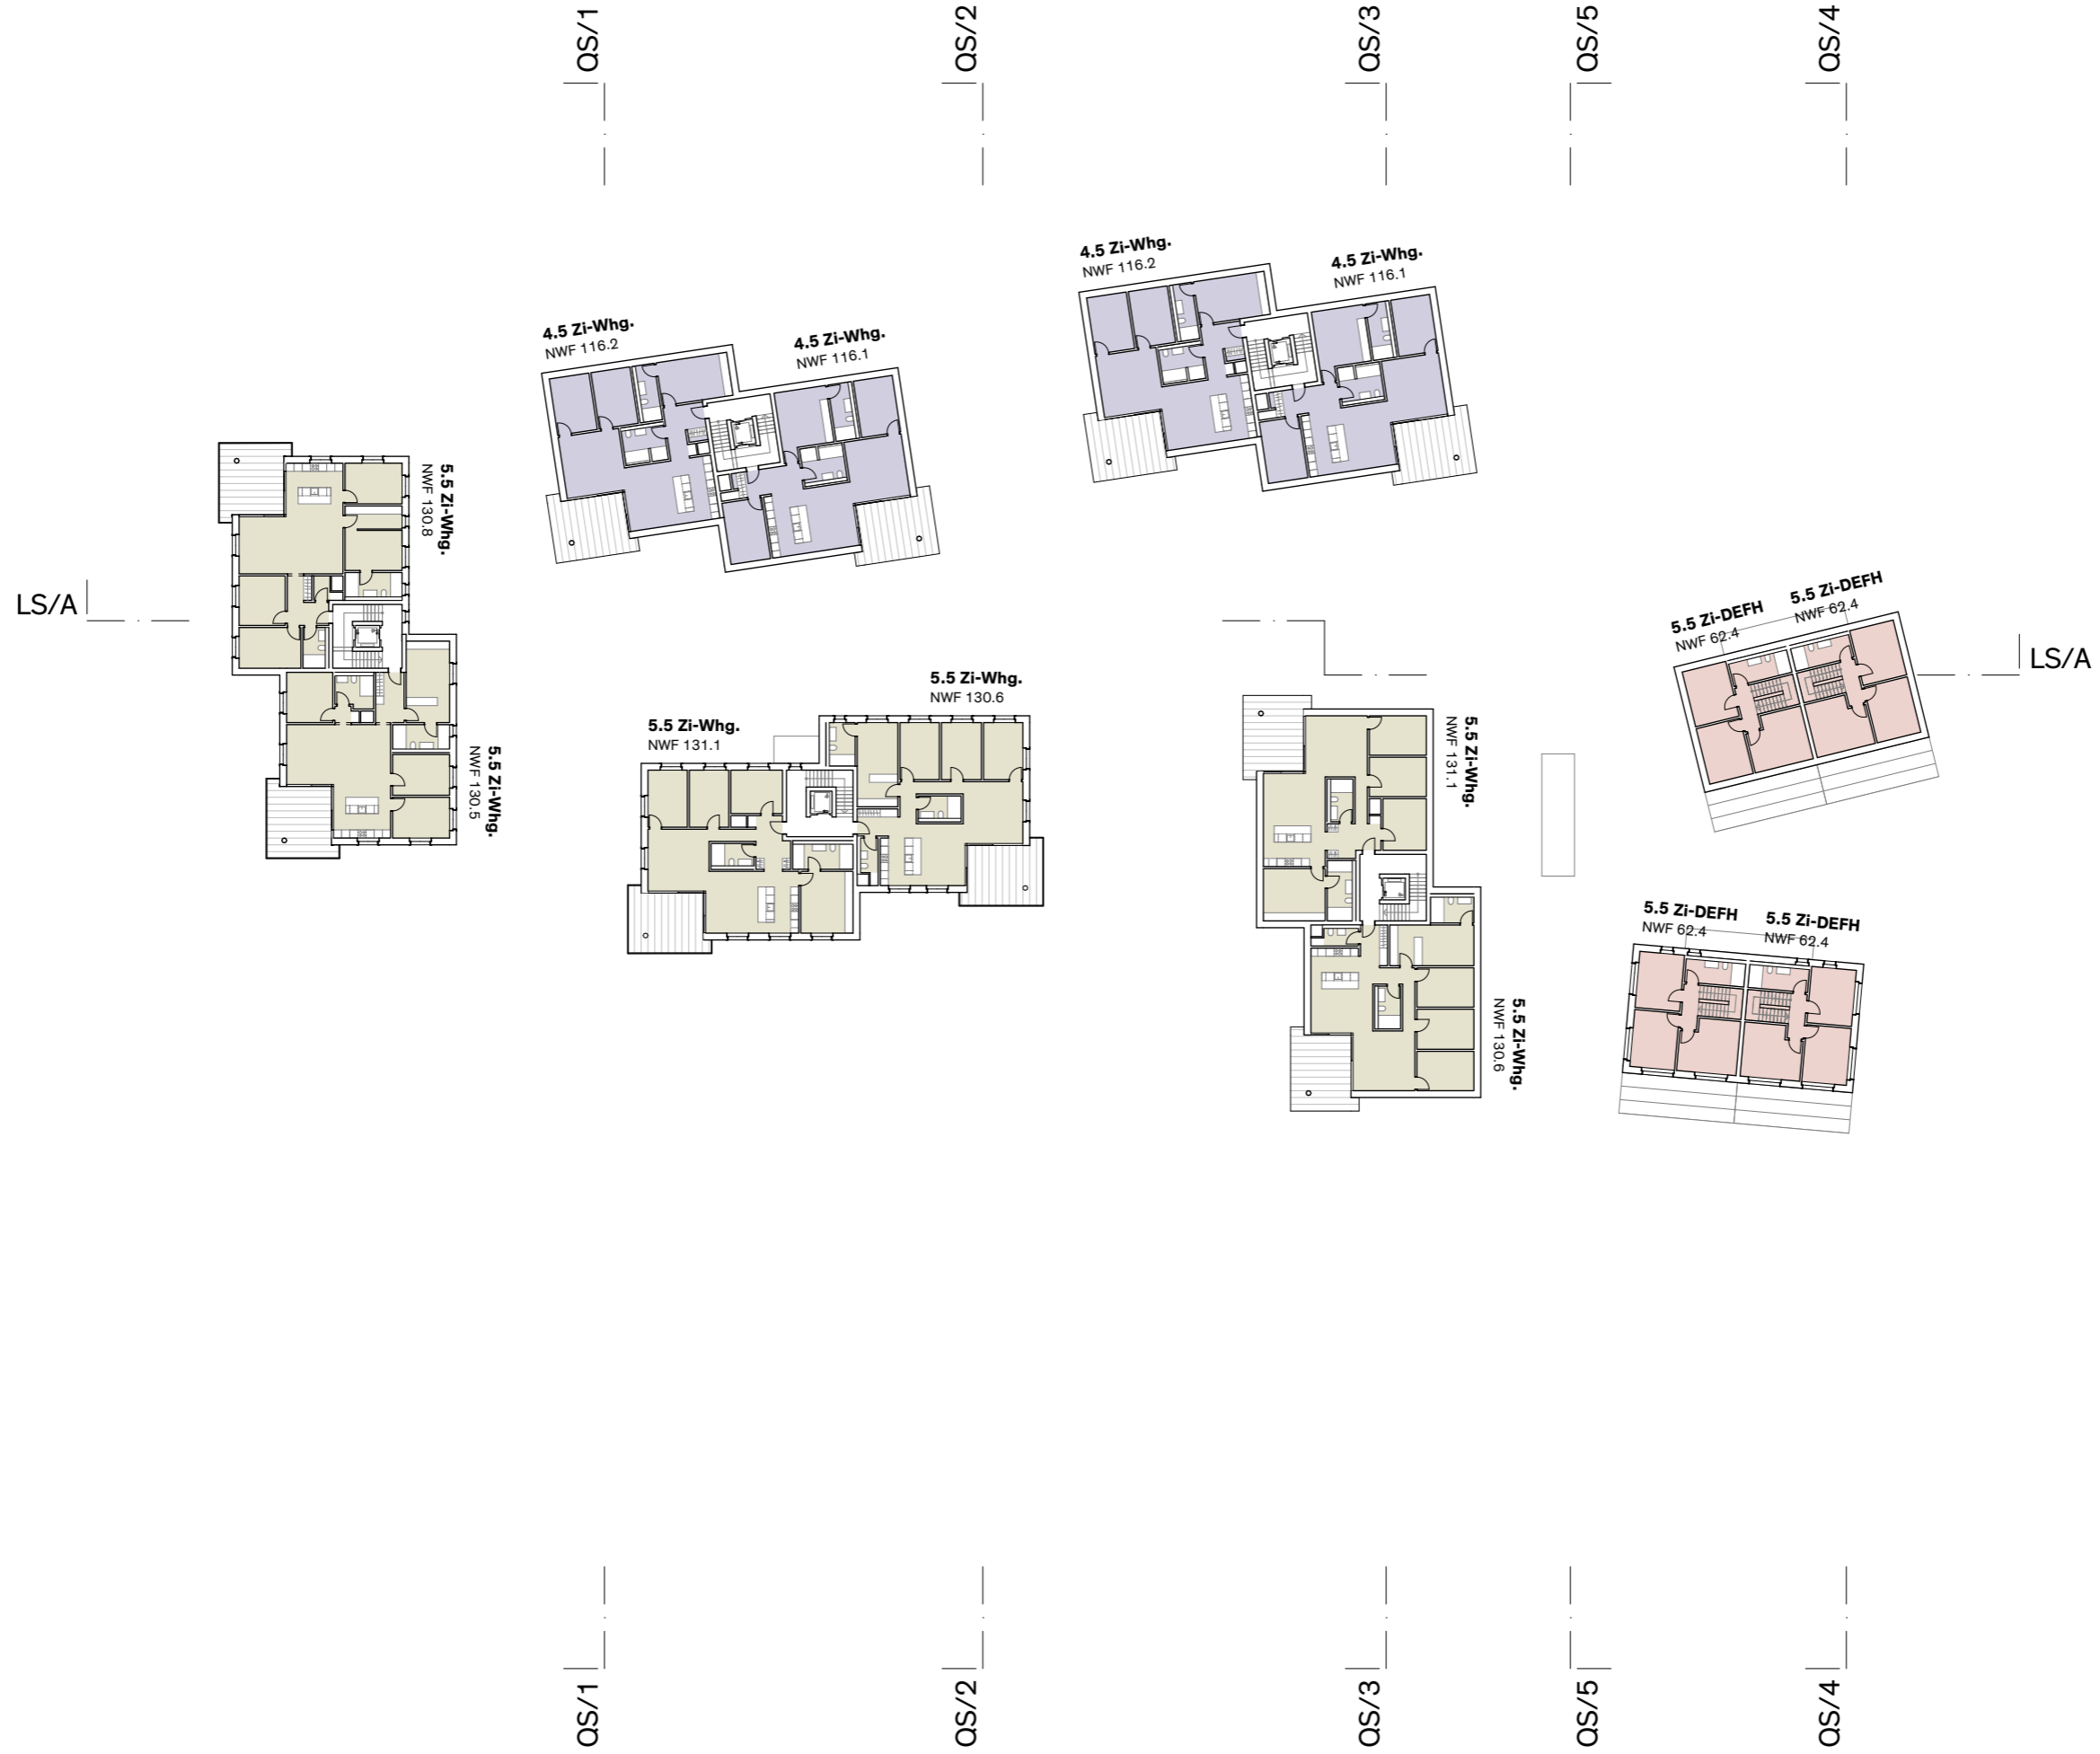 QS/1
QS/2
QS/3
QS/5
QS/4
4.5 Zi-Whg.
NWF 116.2
4.5 Zi-Whg.
NWF 116.1
4.5 Zi-Whg.
NWF 116.2
4.5 Zi-Whg.
NWF 116.1
5.5 Zi-Whg.
NWF 130.8
LS/A
5.5 Zi-DEFH
NWF 62.4
5.5 Zi-DEFH
NWF 62.4
LS/A
5.5 Zi-Whg.
NWF 130.6
5.5 Zi-Whg.
NWF 131.1
5.5 Zi-Whg.
NWF 130.5
5.5 Zi-Whg.
NWF 131.1
5.5 Zi-DEFH
NWF 62.4
5.5 Zi-DEFH
NWF 62.4
5.5 Zi-Whg.
NWF 130.6
QS/1
QS/2
QS/3
QS/5
QS/4